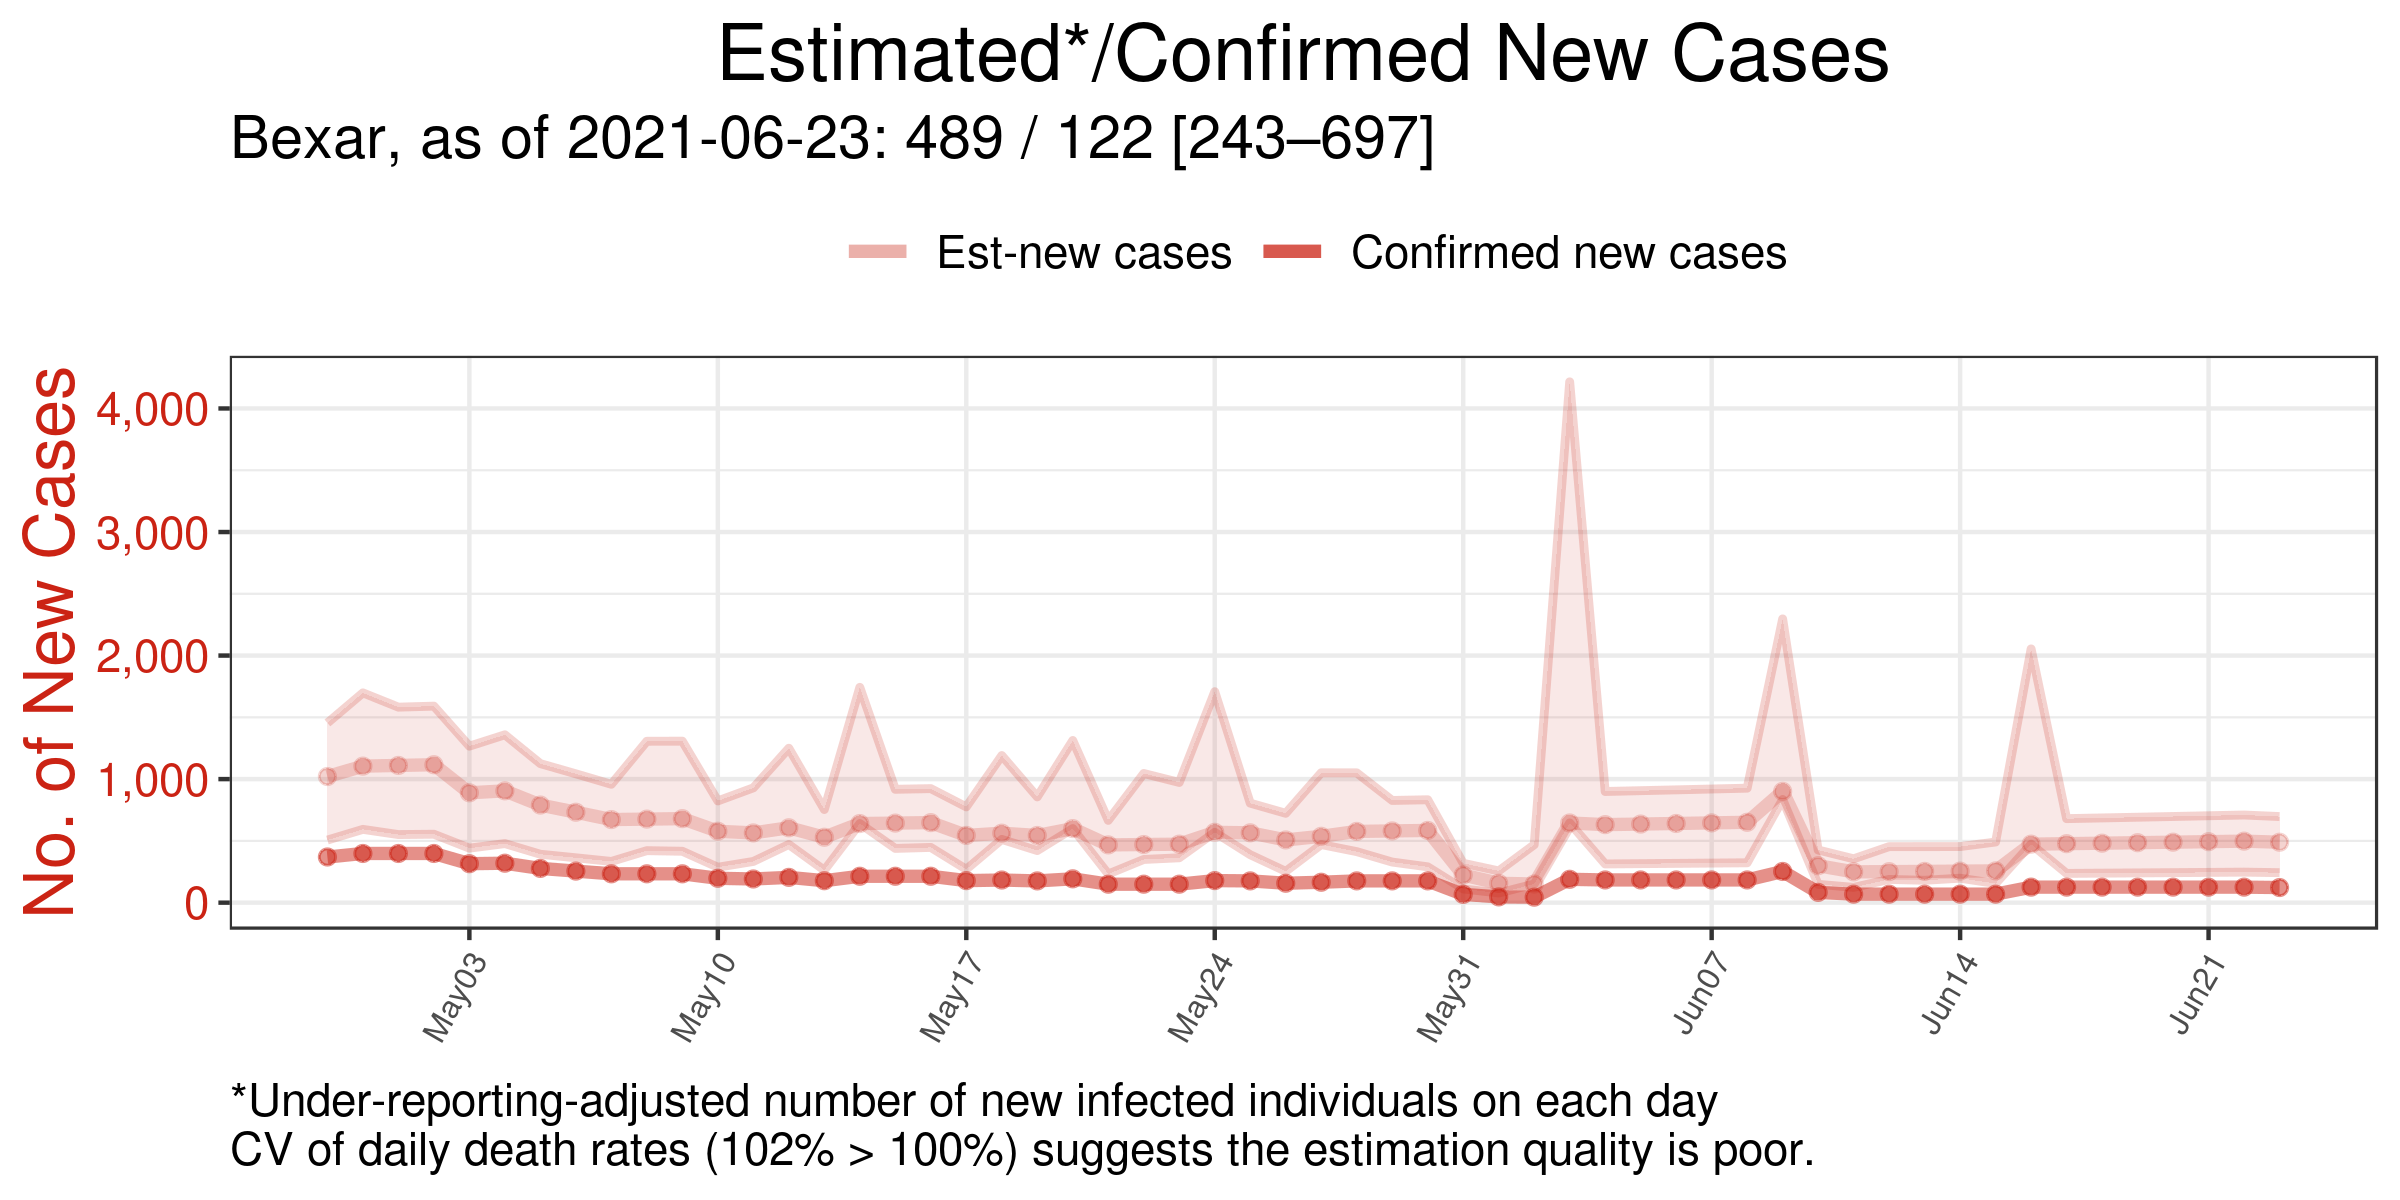 Estimated*/Confirmed New Cases
Bexar, as of 2021-06-23: 489 / 122 [243–697]
Est-new cases
Confirmed new cases
No. of New Cases
4,000
3,000
2,000
1,000
0
May03
May10
May17
May24
May31
Jun07
Jun14
Jun21
*Under-reporting-adjusted number of new infected individuals on each day
CV of daily death rates (102% > 100%) suggests the estimation quality is poor.